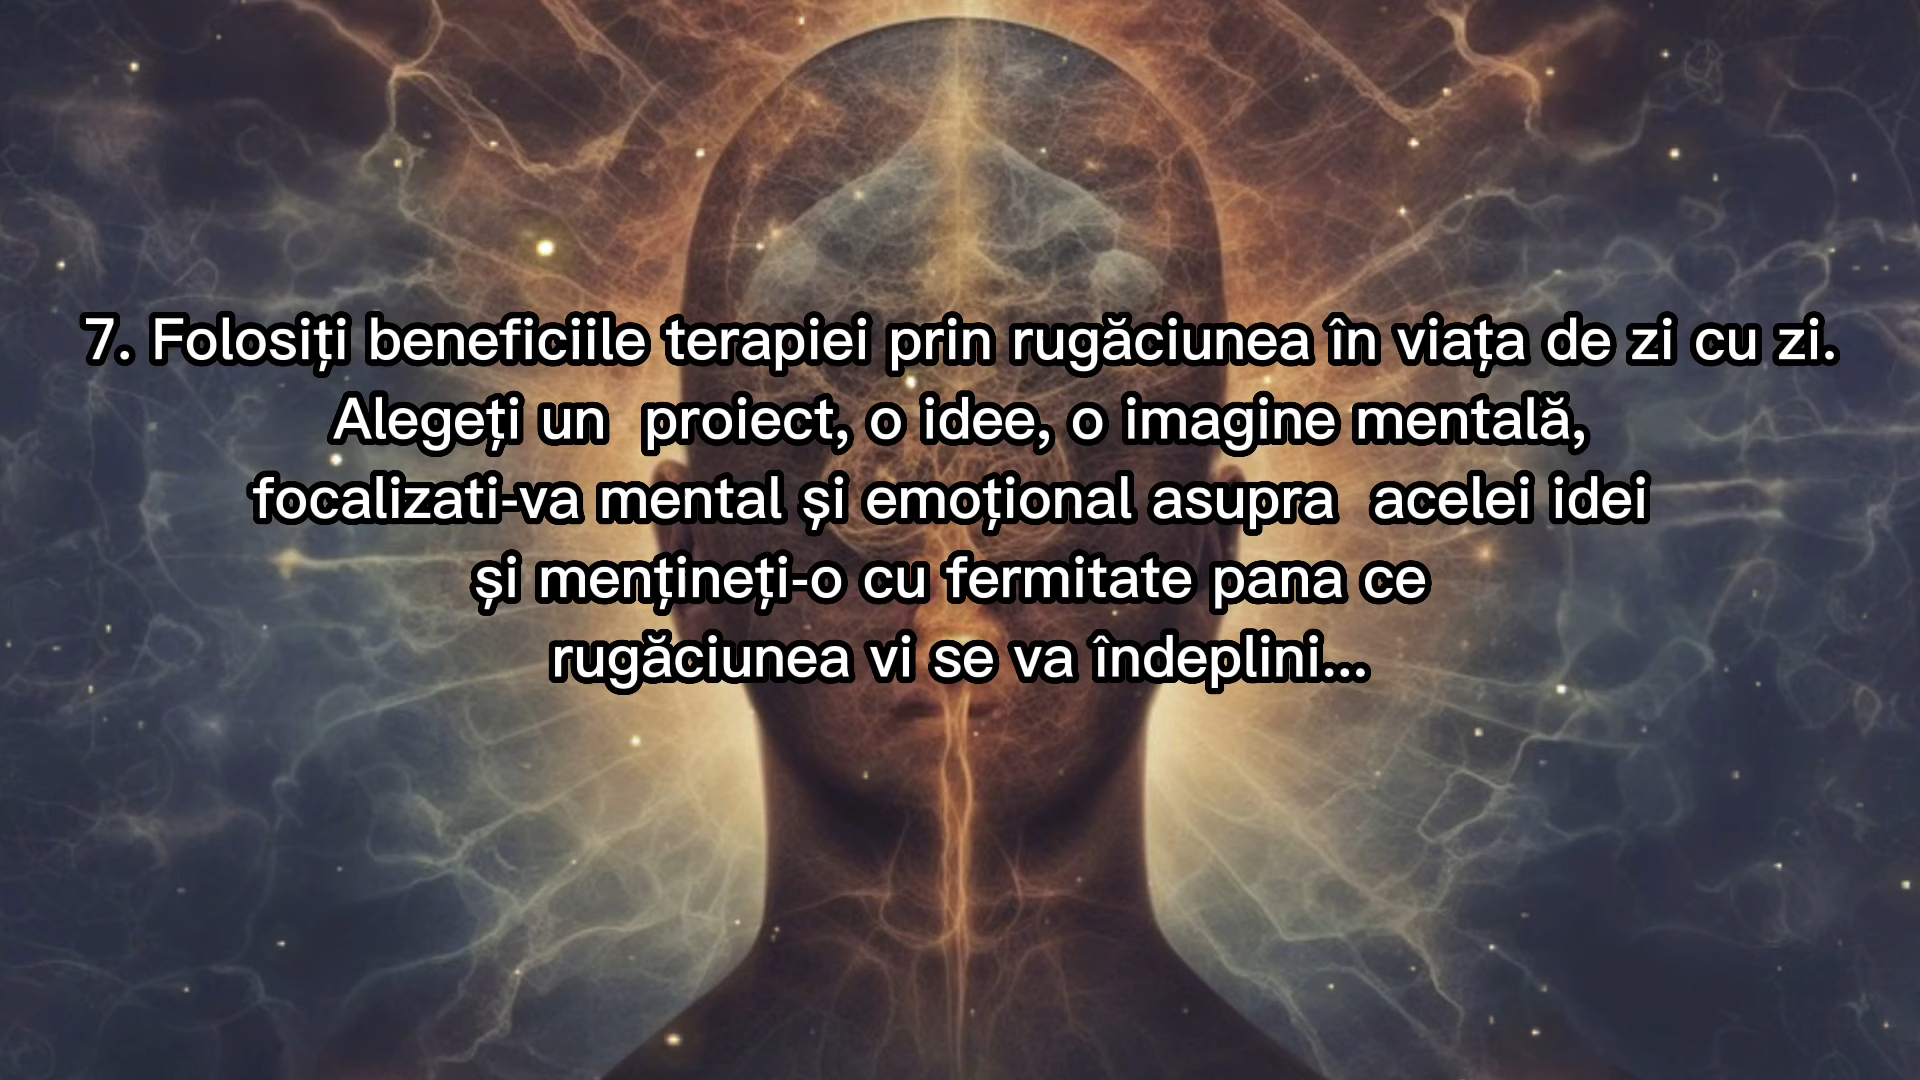 7. Folosiți beneficiile terapiei prin rugăciunea în viața de zi cu zi.
Alegeți un  proiect, o idee, o imagine mentală,
focalizati-va mental și emoțional asupra  acelei idei
și mențineți-o cu fermitate pana ce
rugăciunea vi se va îndeplini...